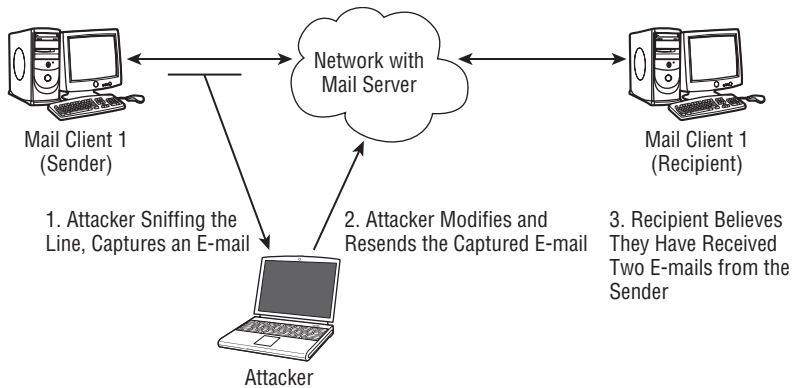 Network with
Mail Server
Mail Client 1
(Sender)
Mail Client 1
(Recipient)
1. Attacker Sniffing the
Line, Captures an E-mail
2. Attacker Modifies and
Resends the Captured E-mail
3. Recipient Believes
They Have Received
Two E-mails from the
Sender
Attacker